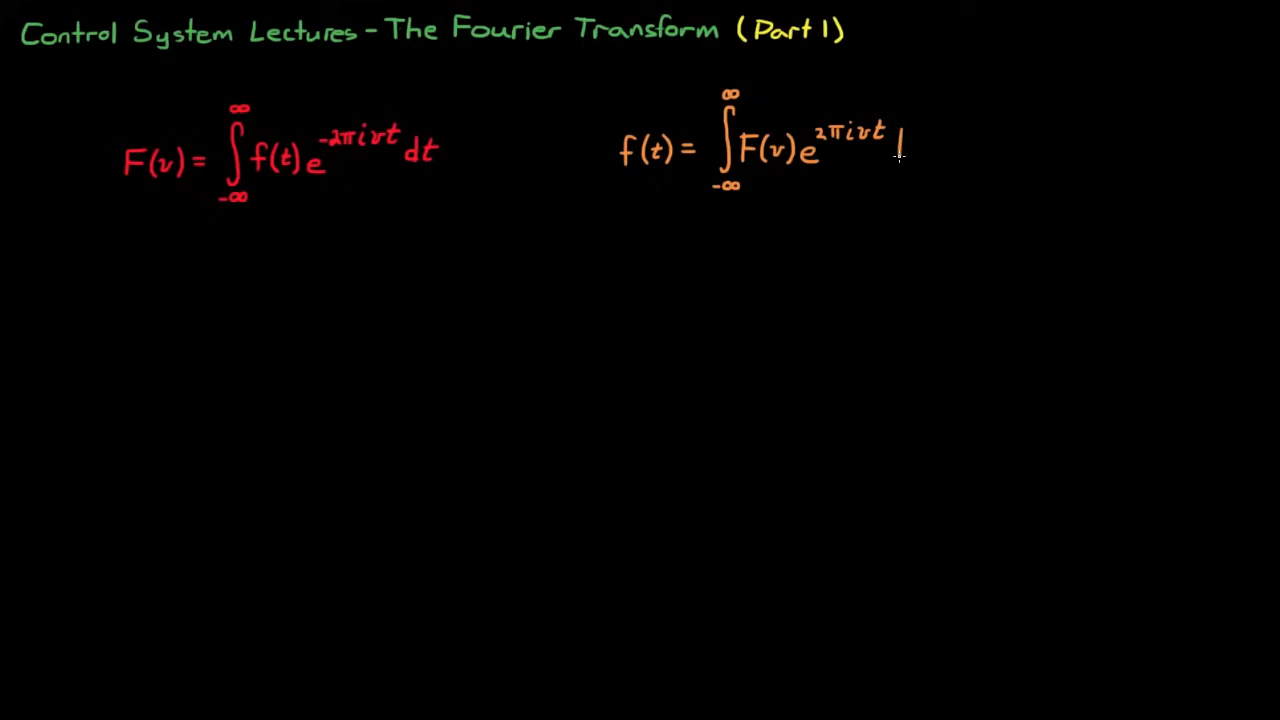 Control System Lectures - The Fourier Transform (Part 1)
F(v) = ∫_{-∞}^{∞} f(t) e^{-2πivt} dt
f(t) = ∫_{-∞}^{∞} F(v) e^{2πivt}